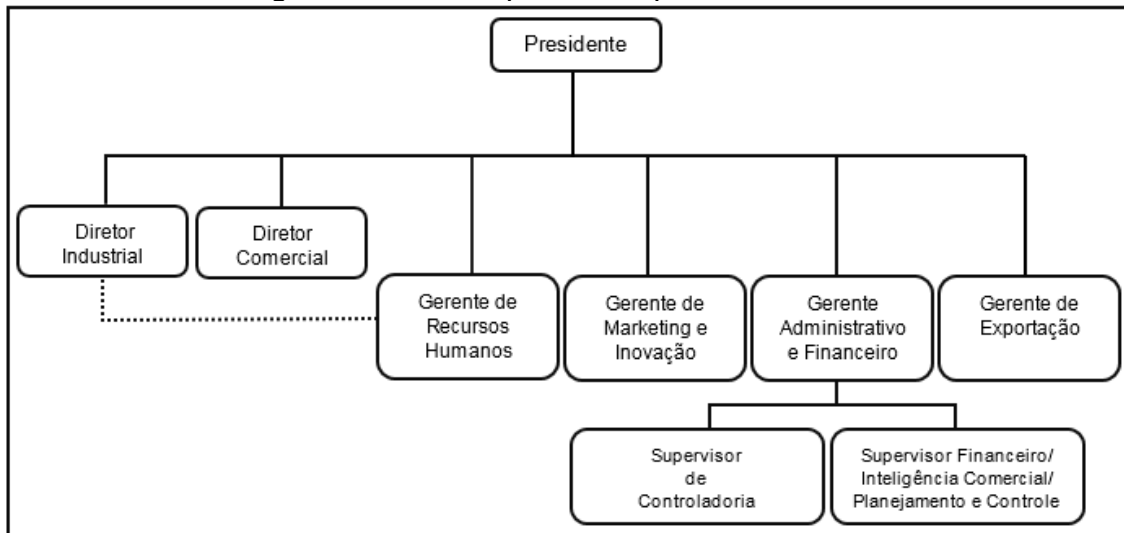 Presidente
Diretor
Industrial
Diretor
Comercial
Gerente de
Recursos
Humanos
Gerente de
Marketing e
Inovação
Gerente
Administrativo
e Financeiro
Gerente de
Exportação
Supervisor
de
Controladoria
Supervisor Financeiro/
Inteligência Comercial/
Planejamento e Controle